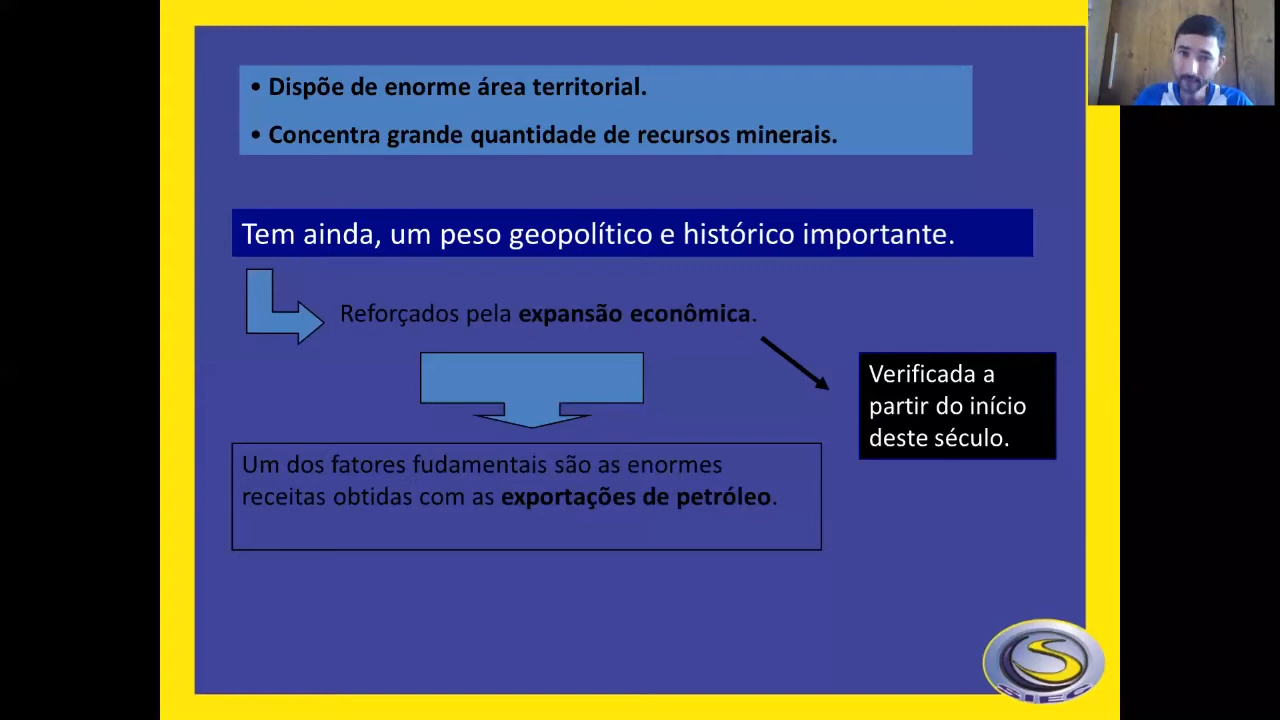 • Dispõe de enorme área territorial.
• Concentra grande quantidade de recursos minerais.
Tem ainda, um peso geopolítico e histórico importante.
Reforçados pela expansão econômica.
Verificada a
partir do início
deste século.
Um dos fatores fudamentais são as enormes
receitas obtidas com as exportações de petróleo.
SIEC